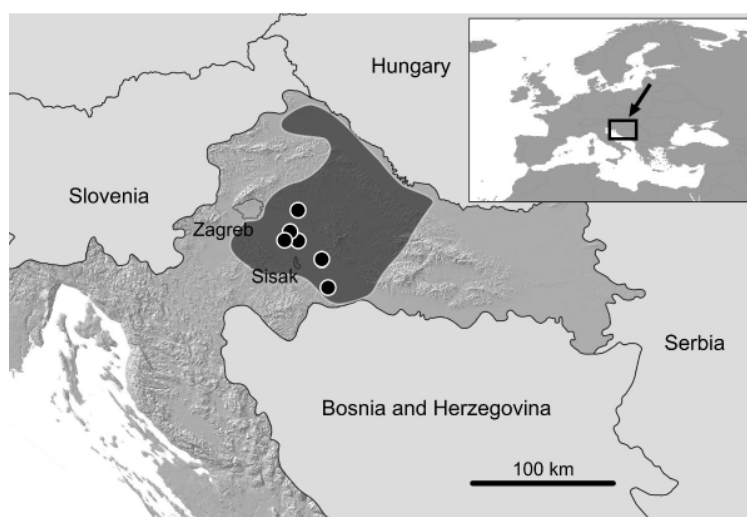 Hungary
Slovenia
Zagreb
Sisak
Serbia
Bosnia and Herzegovina
100 km